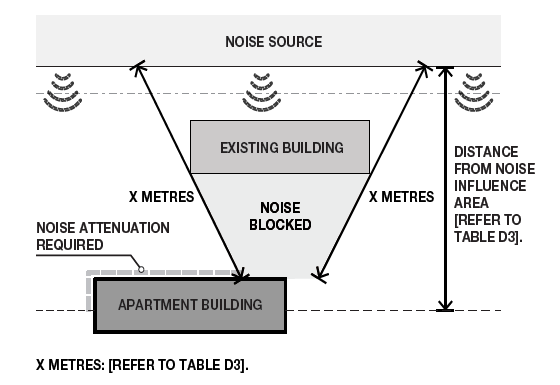 NOISE SOURCE
EXISTING BUILDING
DISTANCE
FROM NOISE
INFLUENCE
AREA
[REFER TO
TABLE D3].
X METRES
X METRES
NOISE
BLOCKED
NOISE ATTENUATION
REQUIRED
APARTMENT BUILDING
X METRES: [REFER TO TABLE D3].